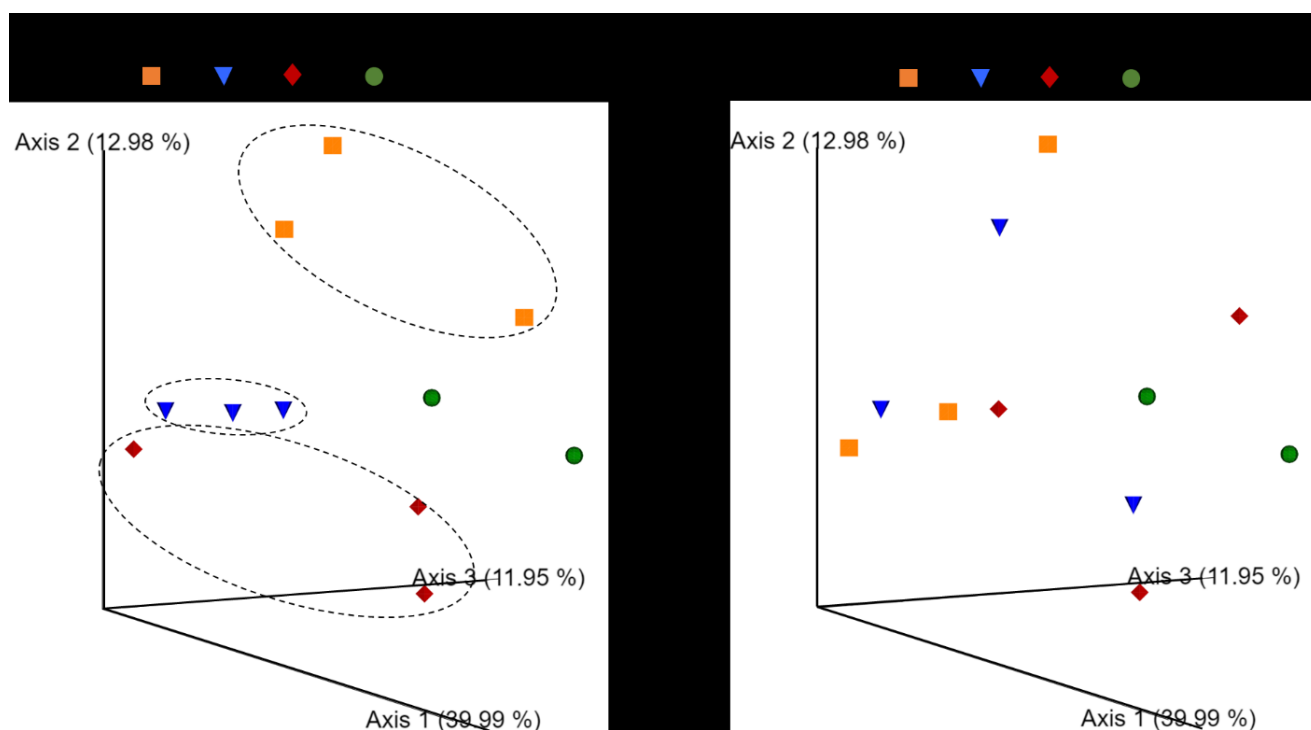 Axis 2 (12.98 %)
Axis 3 (11.95 %)
Axis 1 (39.99 %)
Axis 2 (12.98 %)
Axis 3 (11.95 %)
Axis 1 (39.99 %)